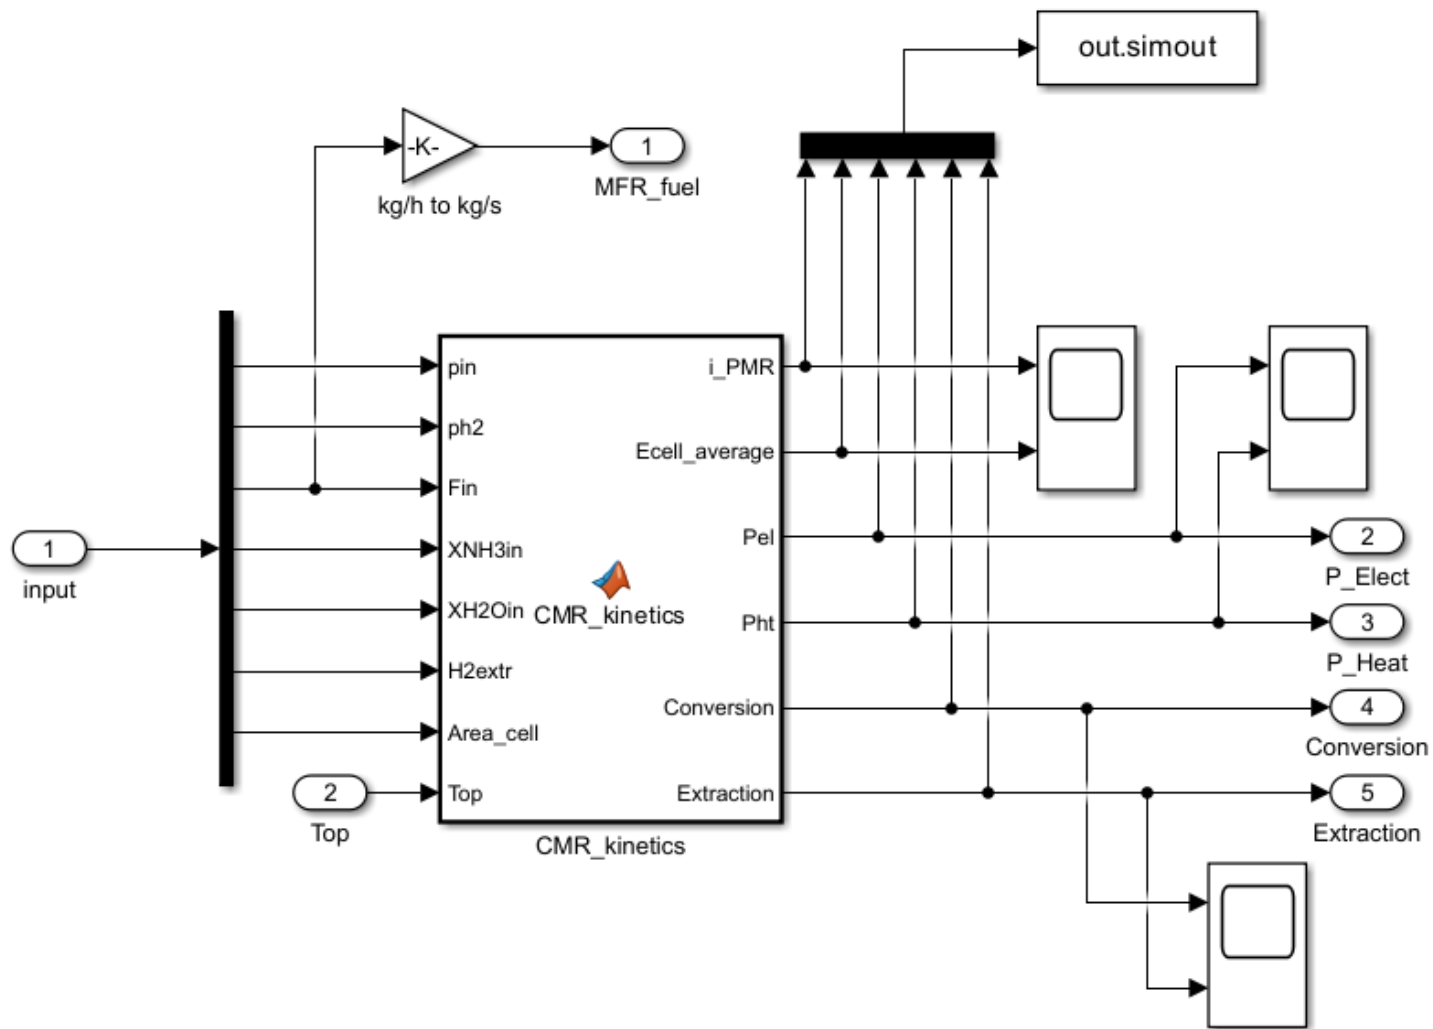 out.simout
-K-
1
kg/h to kg/s
MFR_fuel
pin
i_PMR
ph2
Ecell_average
Fin
Pel
2
1
XNH3in
input
P_Elect
XH2Oin
CMR_kinetics
Pht
3
P_Heat
H2extr
Conversion
4
Area_cell
Conversion
2
Top
Extraction
5
Top
Extraction
CMR_kinetics